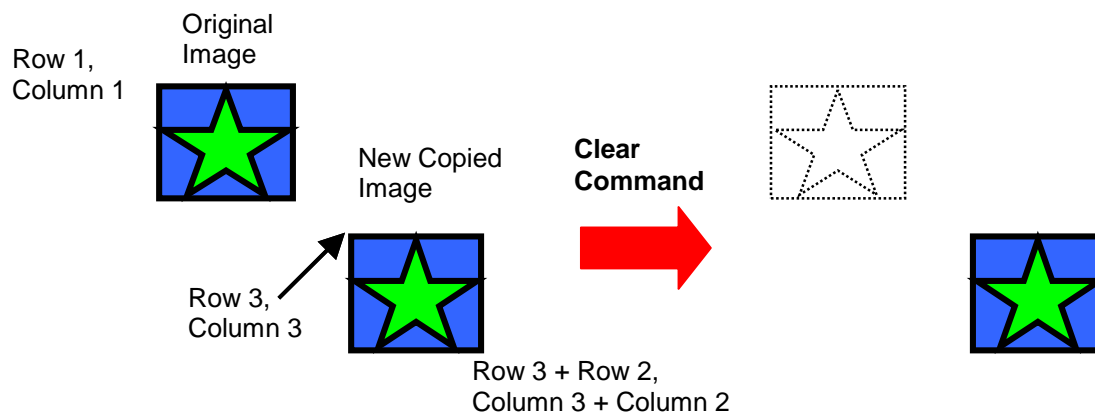 Original
Image
Row 1,
Column 1
New Copied
Image
Clear
Command
Row 3,
Column 3
Row 3 + Row 2,
Column 3 + Column 2